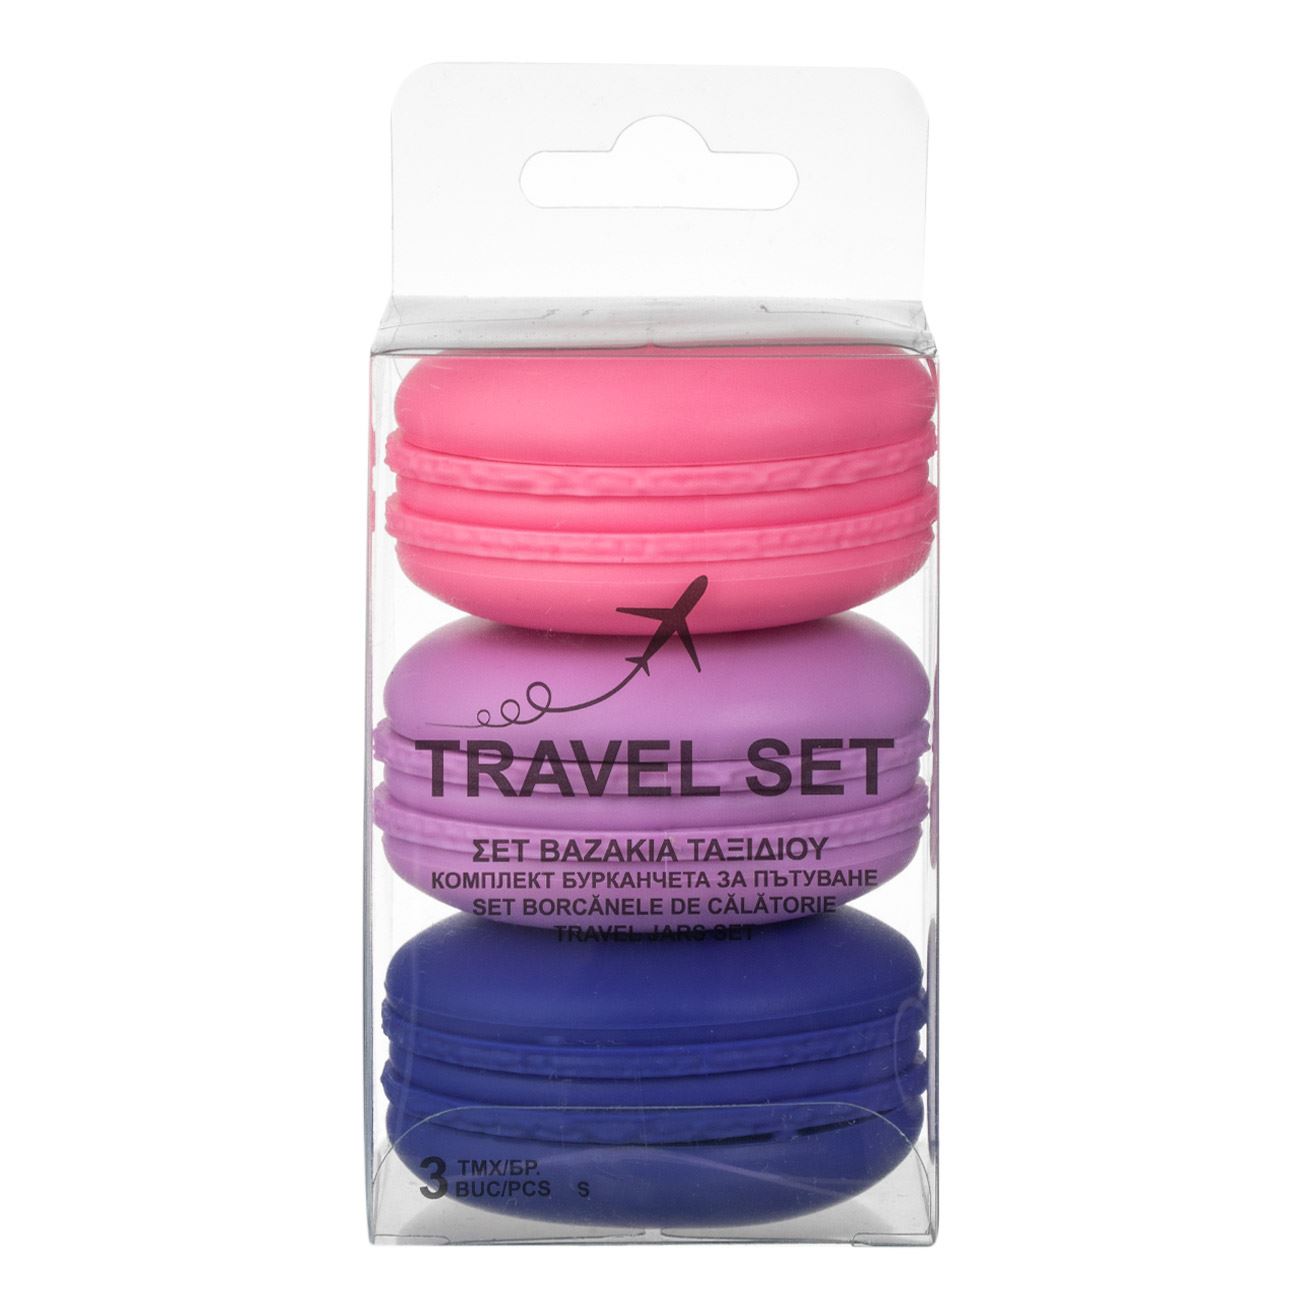 TRAVEL SET
ΣΕΤ ΒΑΖΑΚΙΑ ΤΑΞΙΔΙΟΥ
КОМПЛЕКТ БУРКАНЧЕТА ЗА ПЪТУВАНЕ
SET BORCĂNELE DE CĂLĂTORIE
TRAVEL JARS SET
3 ΤΜΧ/БР.
BUC/PCS S